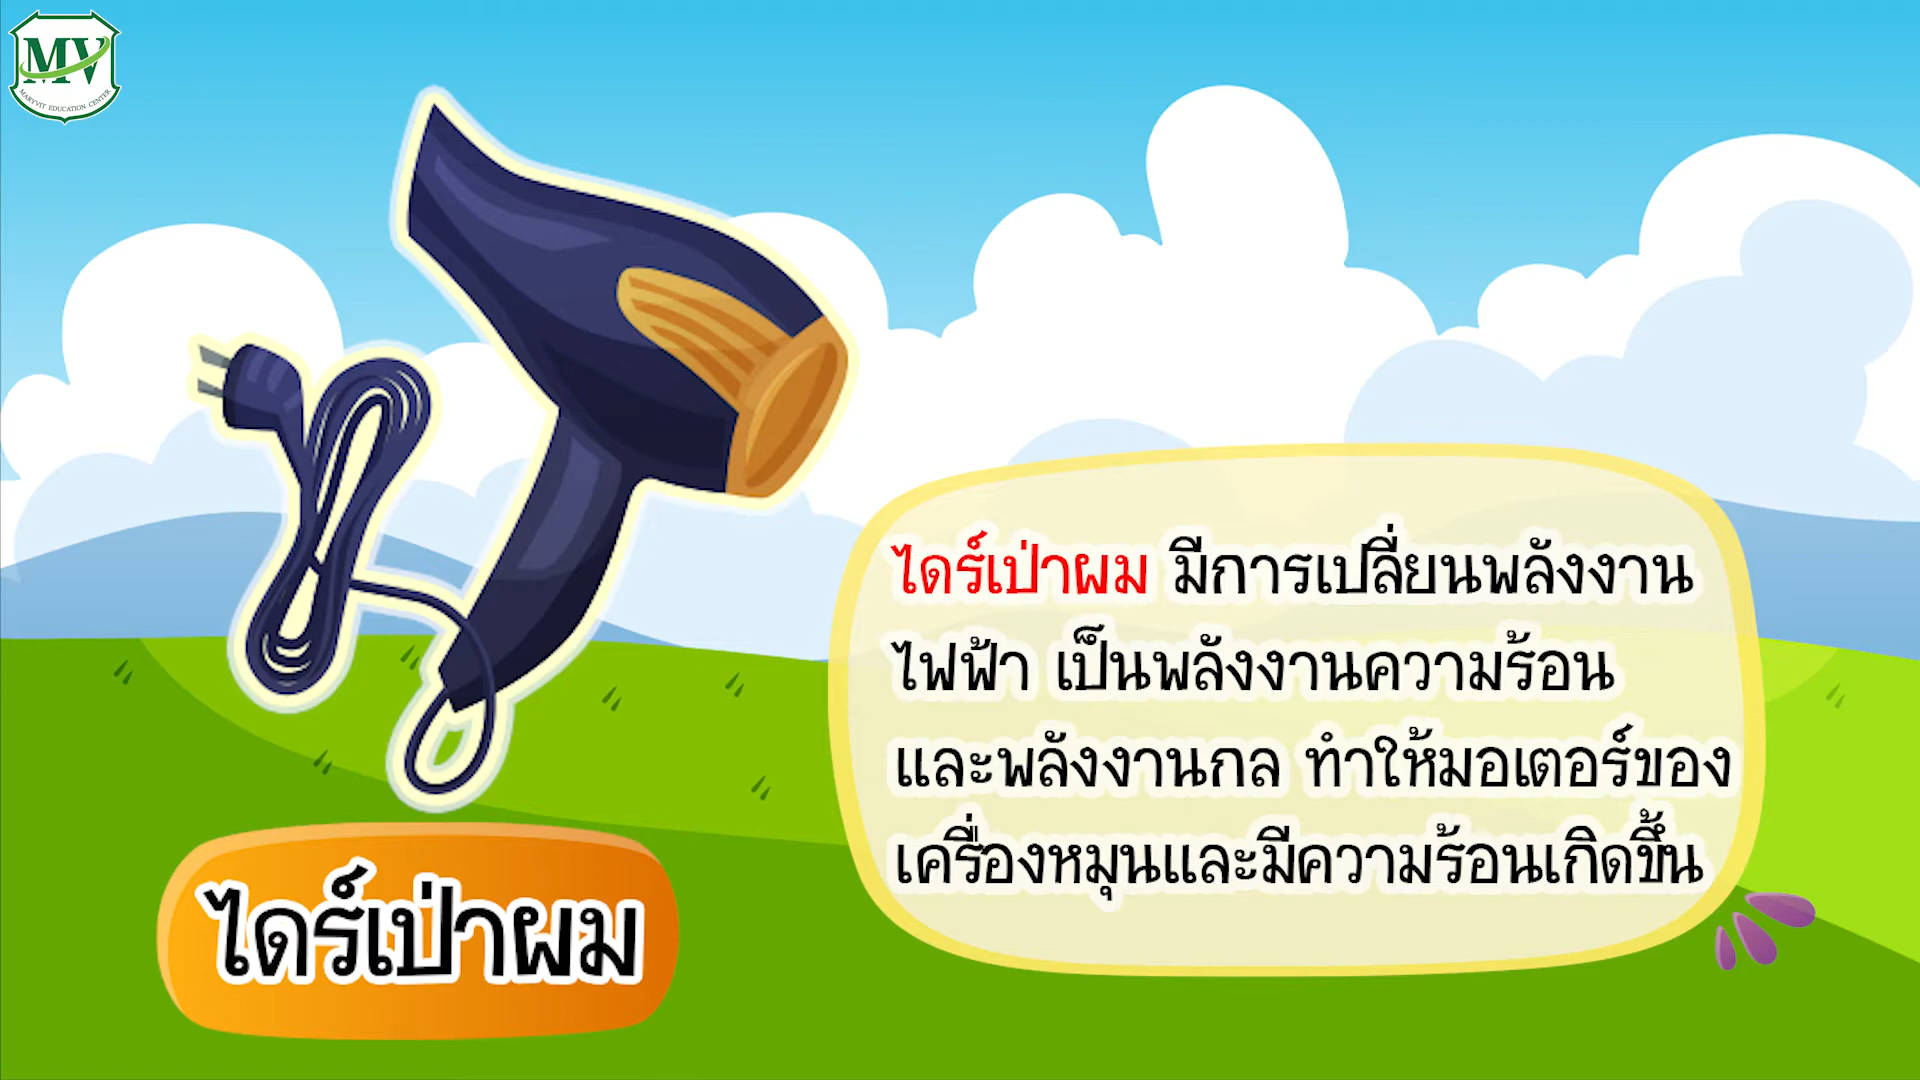 MV
MARYVIT EDUCATION CENTER
ไดร์เป่าผม มีการเปลี่ยนพลังงาน
ไฟฟ้า เป็นพลังงานความร้อน
และพลังงานกล ทำให้มอเตอร์ของ
เครื่องหมุนและมีความร้อนเกิดขึ้น
ไดร์เป่าผม